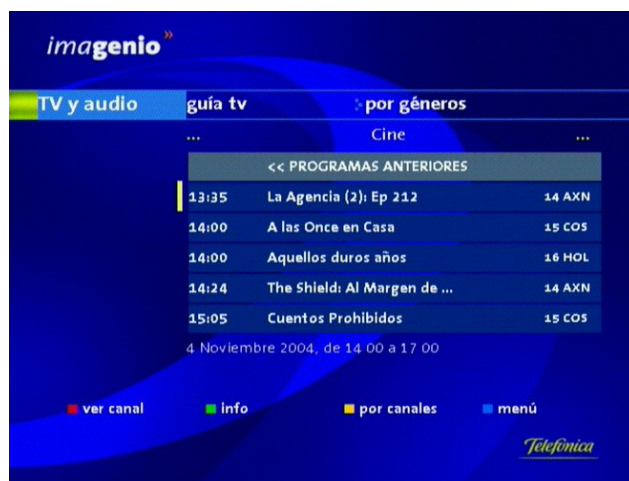 imagenio»
TV y audio guía tv por géneros
... Cine ...
<< PROGRAMAS ANTERIORES
13:35 La Agencia (2): Ep 212 14 AXN
14:00 A las Once en Casa 15 COS
14:00 Aquellos duros años 16 HOL
14:24 The Shield: Al Margen de ... 14 AXN
15:05 Cuentos Prohibidos 15 COS
4 Noviembre 2004, de 14 00 a 17 00
ver canal info por canales menú
Telefónica